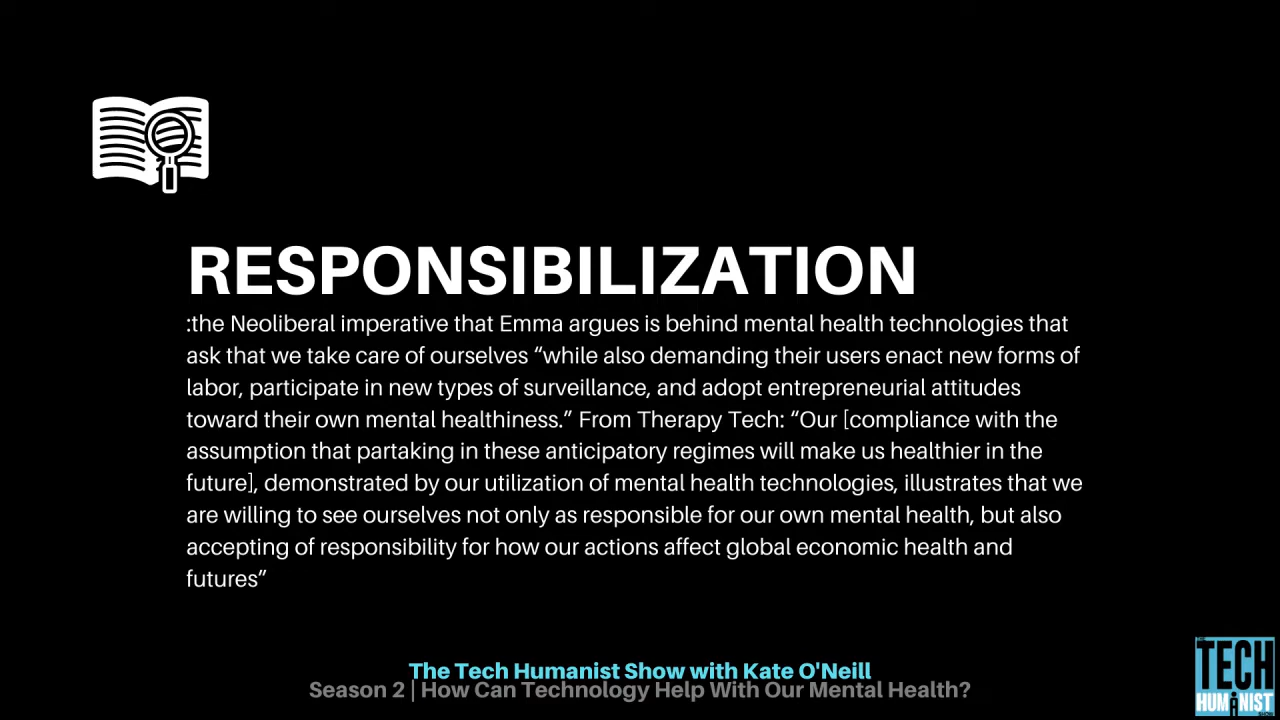 RESPONSIBILIZATION
:the Neoliberal imperative that Emma argues is behind mental health technologies that
ask that we take care of ourselves “while also demanding their users enact new forms of
labor, participate in new types of surveillance, and adopt entrepreneurial attitudes
toward their own mental healthiness.” From Therapy Tech: “Our [compliance with the
assumption that partaking in these anticipatory regimes will make us healthier in the
future], demonstrated by our utilization of mental health technologies, illustrates that we
are willing to see ourselves not only as responsible for our own mental health, but also
accepting of responsibility for how our actions affect global economic health and
futures”
The Tech Humanist Show with Kate O'Neill
Season 2 | How Can Technology Help With Our Mental Health?
TECH
HUMANIST